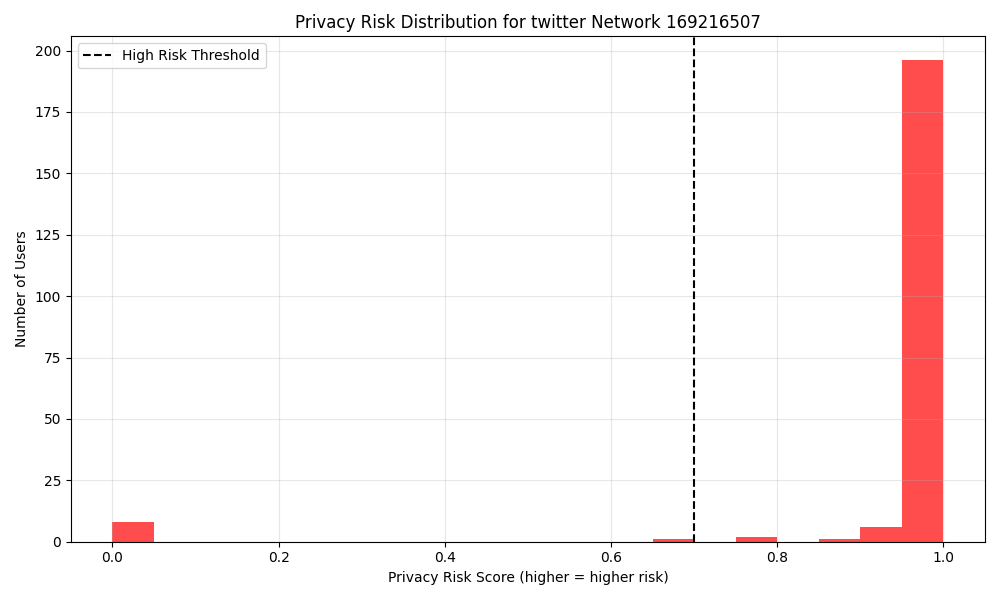 Privacy Risk Distribution for twitter Network 169216507
High Risk Threshold
200
175
150
125
100
75
50
25
0
Number of Users
0.0 0.2 0.4 0.6 0.8 1.0
Privacy Risk Score (higher = higher risk)